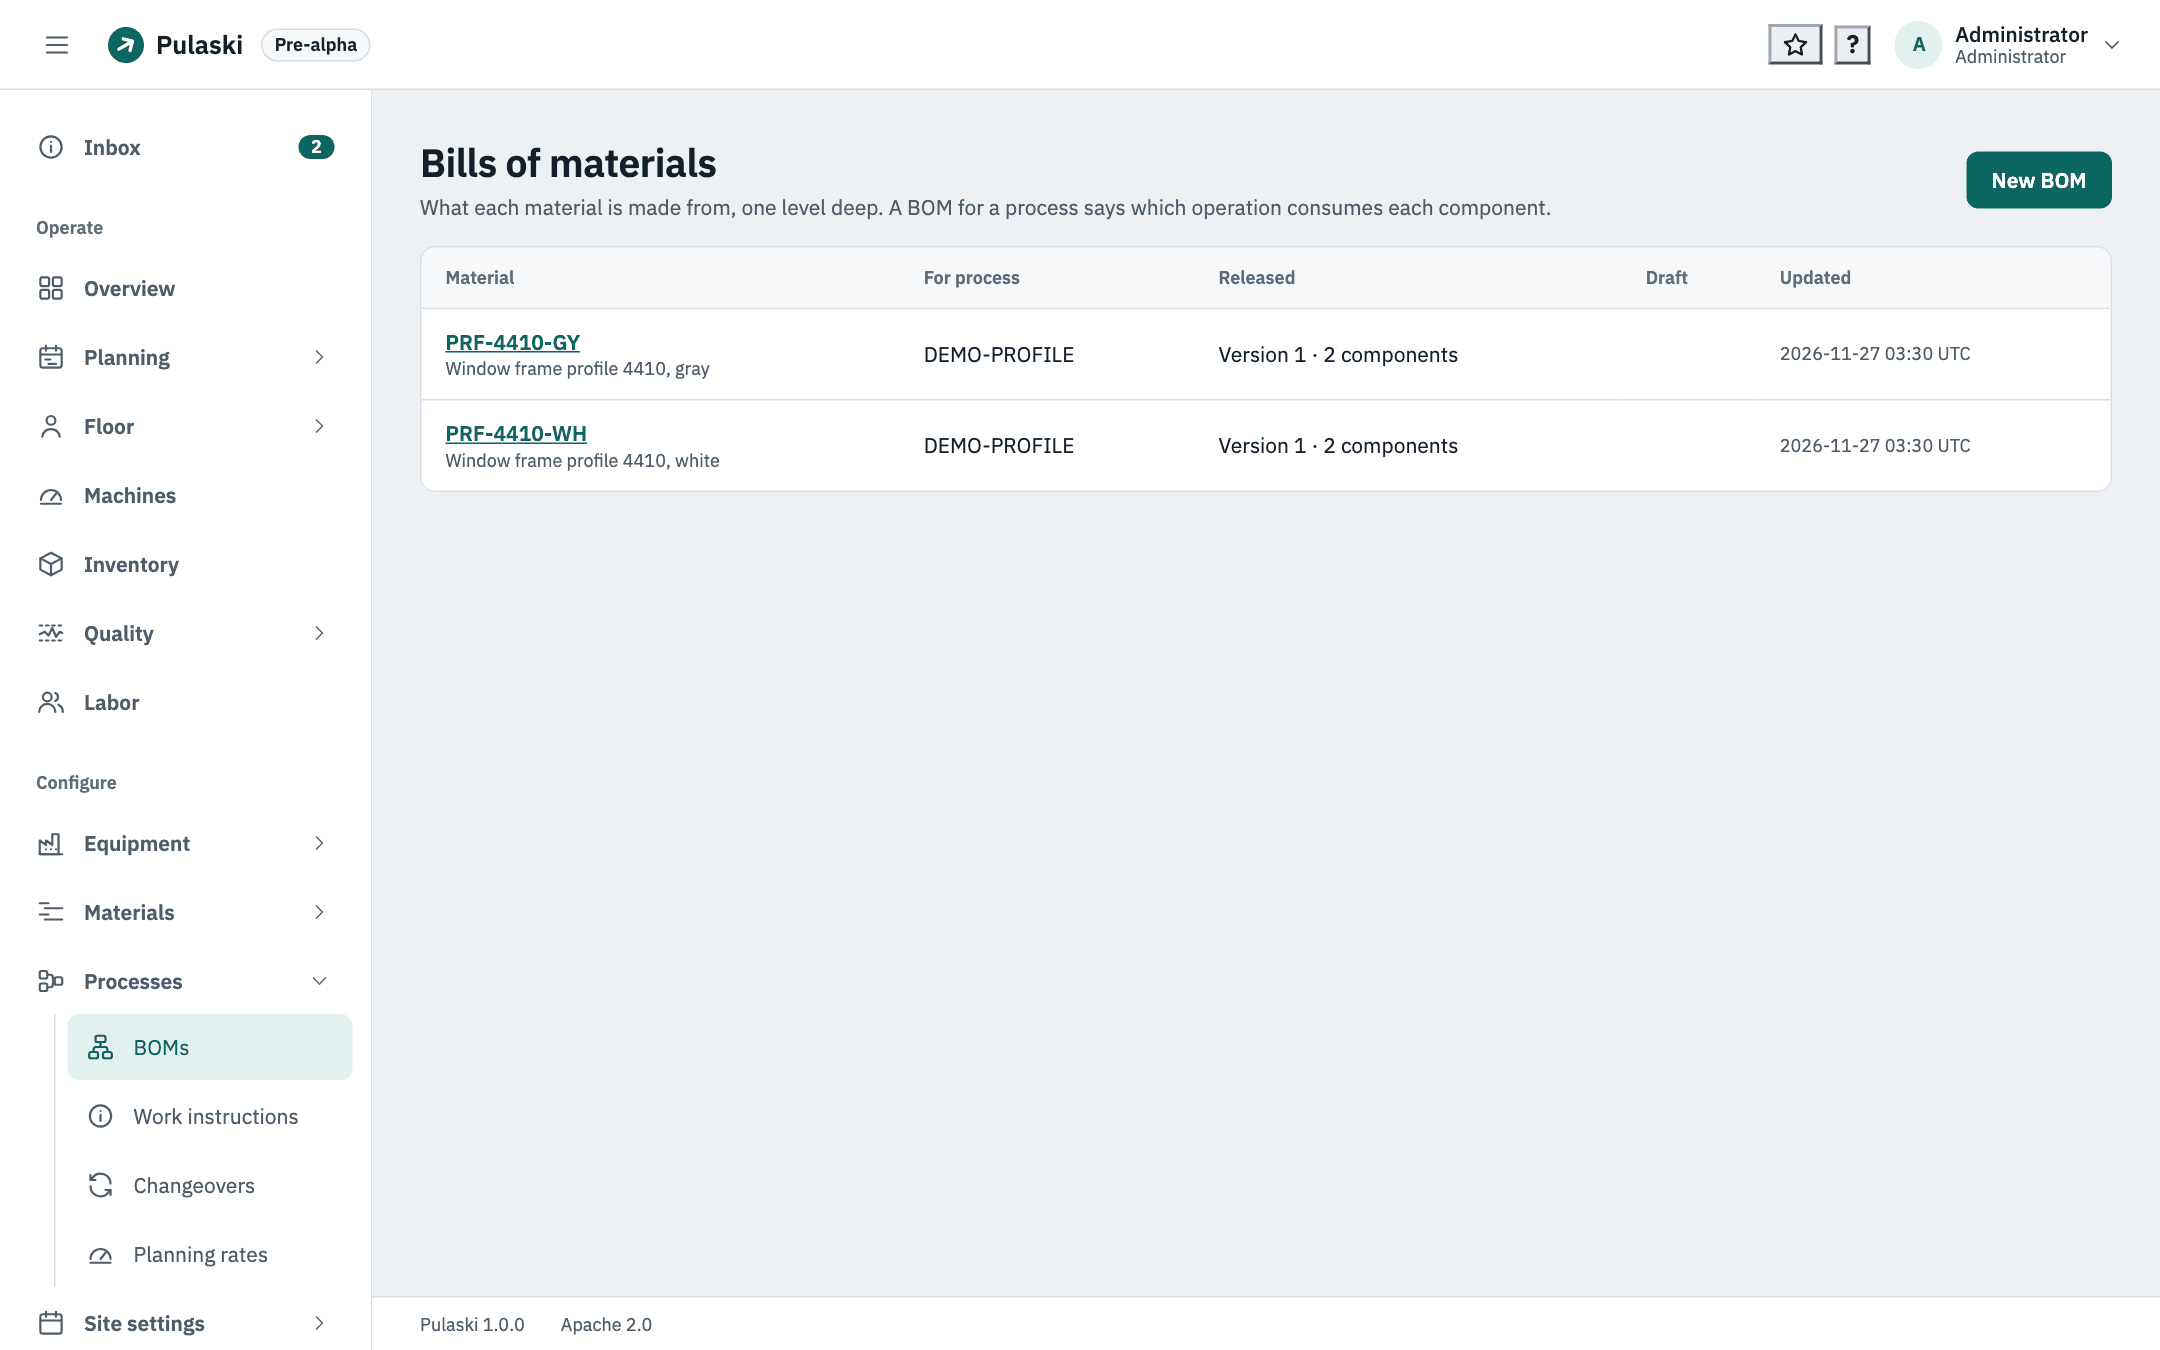 Pulaski Pre-alpha
? A Administrator
Administrator
Inbox 2
Operate
Overview
Planning
Floor
Machines
Inventory
Quality
Labor
Configure
Equipment
Materials
Processes
BOMs
Work instructions
Changeovers
Planning rates
Site settings
Bills of materials
What each material is made from, one level deep. A BOM for a process says which operation consumes each component.
New BOM
Material For process Released Draft Updated
PRF-4410-GY DEMO-PROFILE Version 1 · 2 components 2026-11-27 03:30 UTC
Window frame profile 4410, gray
PRF-4410-WH DEMO-PROFILE Version 1 · 2 components 2026-11-27 03:30 UTC
Window frame profile 4410, white
Pulaski 1.0.0 Apache 2.0